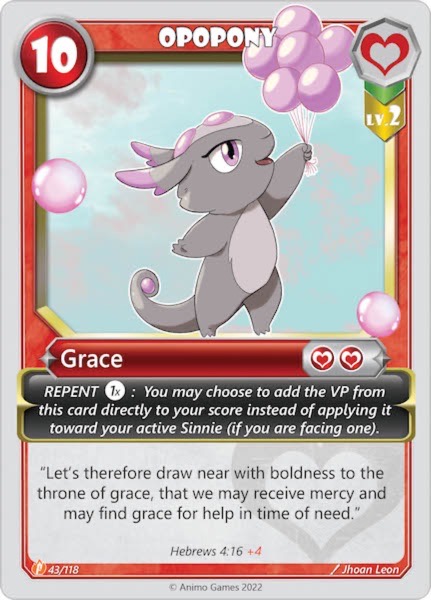 10
OPOPONY
LV.2
Grace
REPENT 1x : You may choose to add the VP from
this card directly to your score instead of applying it
toward your active Sinnie (if you are facing one).
“Let’s therefore draw near with boldness to the
throne of grace, that we may receive mercy and
may find grace for help in time of need.”
Hebrews 4:16 +4
43/118
Jhoan Leon
© Animo Games 2022